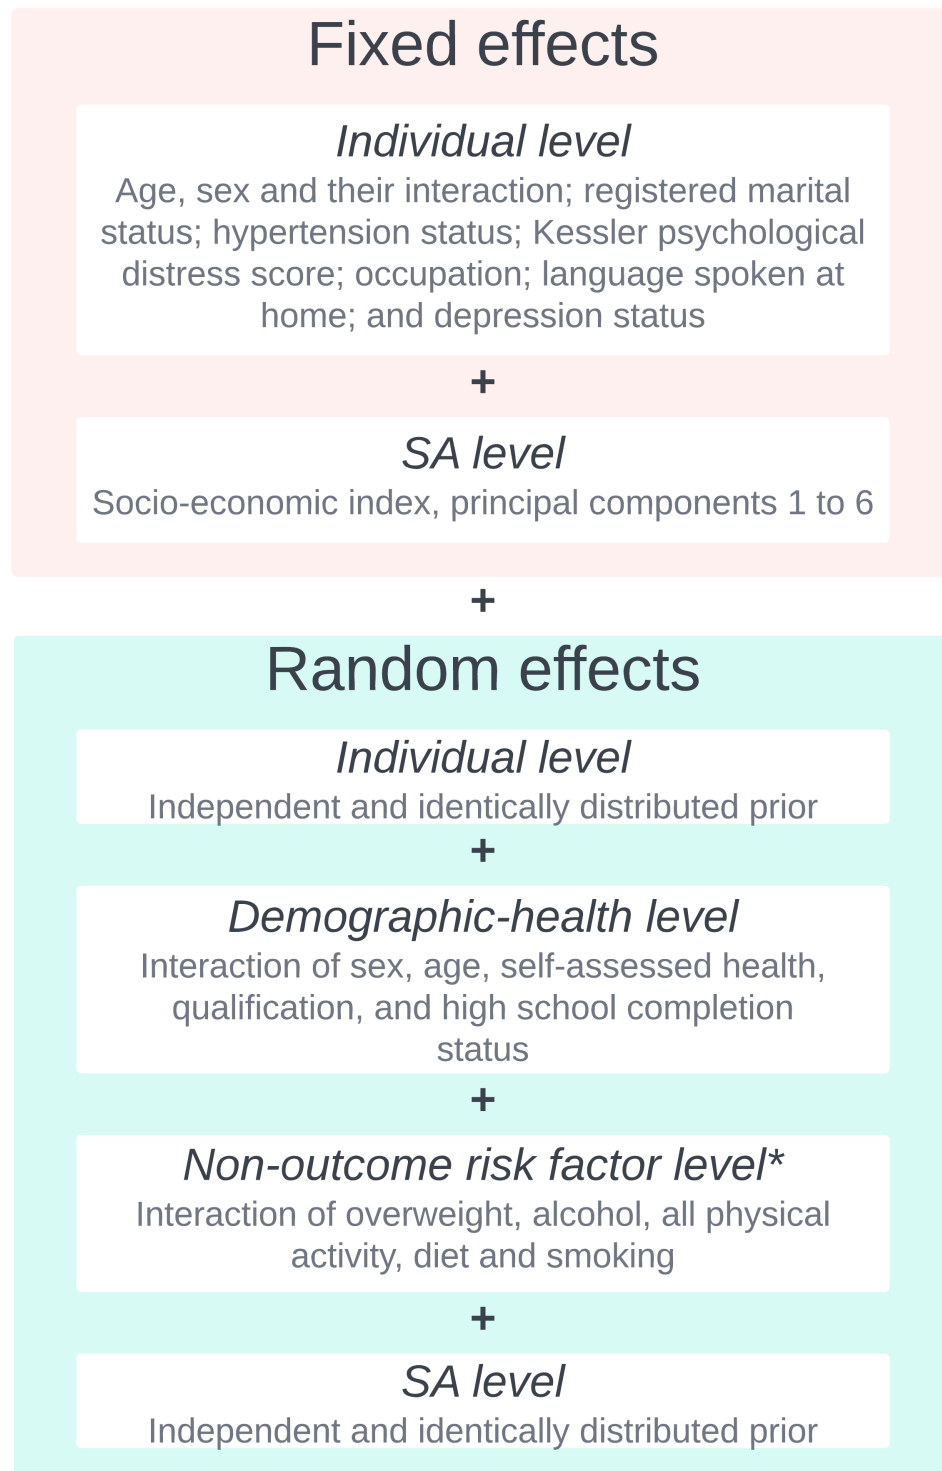 Fixed effects
Individual level
Age, sex and their interaction; registered marital
status; hypertension status; Kessler psychological
distress score; occupation; language spoken at
home; and depression status
+
SA level
Socio-economic index, principal components 1 to 6
+
Random effects
Individual level
Independent and identically distributed prior
+
Demographic-health level
Interaction of sex, age, self-assessed health,
qualification, and high school completion
status
+
Non-outcome risk factor level*
Interaction of overweight, alcohol, all physical
activity, diet and smoking
+
SA level
Independent and identically distributed prior